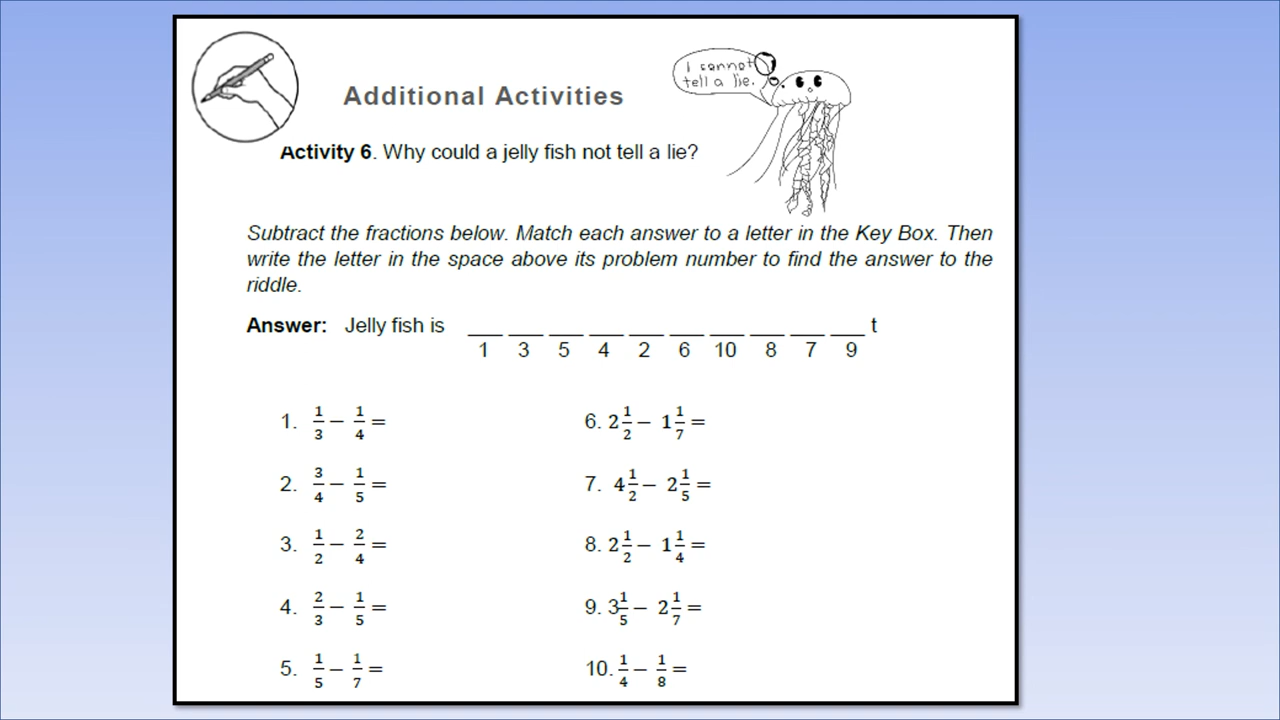 I cannot
tell a lie.
Additional Activities
Activity 6. Why could a jelly fish not tell a lie?
Subtract the fractions below. Match each answer to a letter in the Key Box. Then
write the letter in the space above its problem number to find the answer to the
riddle.
Answer: Jelly fish is ___ ___ ___ ___ ___ ___ ___ ___ ___ ___ t
1 3 5 4 2 6 10 8 7 9
1. 1/3 − 1/4 =
2. 3/4 − 1/5 =
3. 1/2 − 2/4 =
4. 2/3 − 1/5 =
5. 1/5 − 1/7 =
6. 2 1/2 − 1 1/7 =
7. 4 1/2 − 2 1/5 =
8. 2 1/2 − 1 1/4 =
9. 3 1/5 − 2 1/7 =
10. 1/4 − 1/8 =